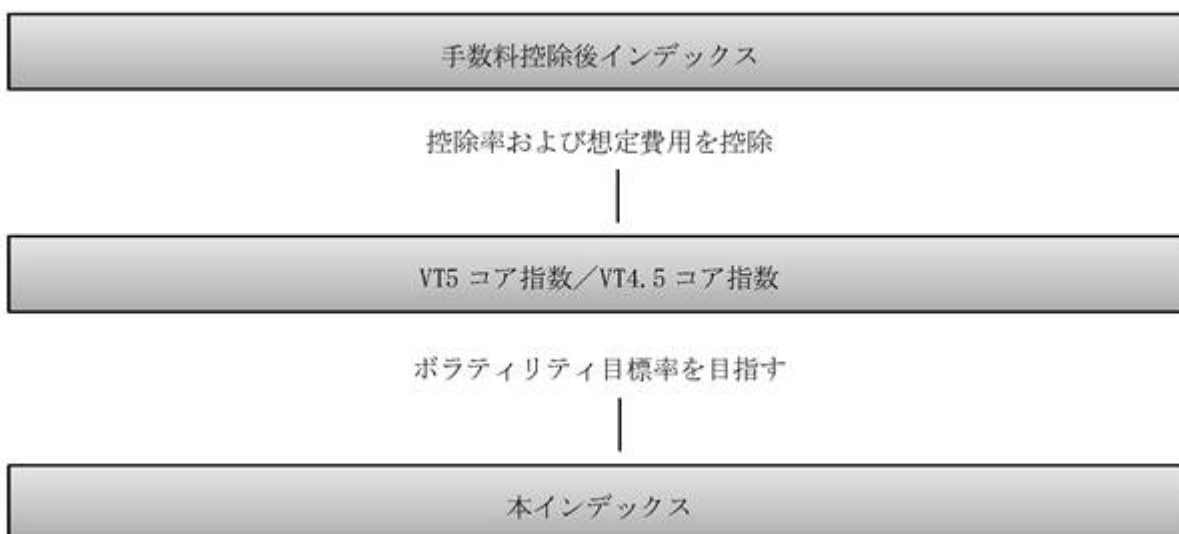 手数料控除後インデックス
控除率および想定費用を控除
VT5 コア指数／VT4.5 コア指数
ボラティリティ目標率を目指す
本インデックス